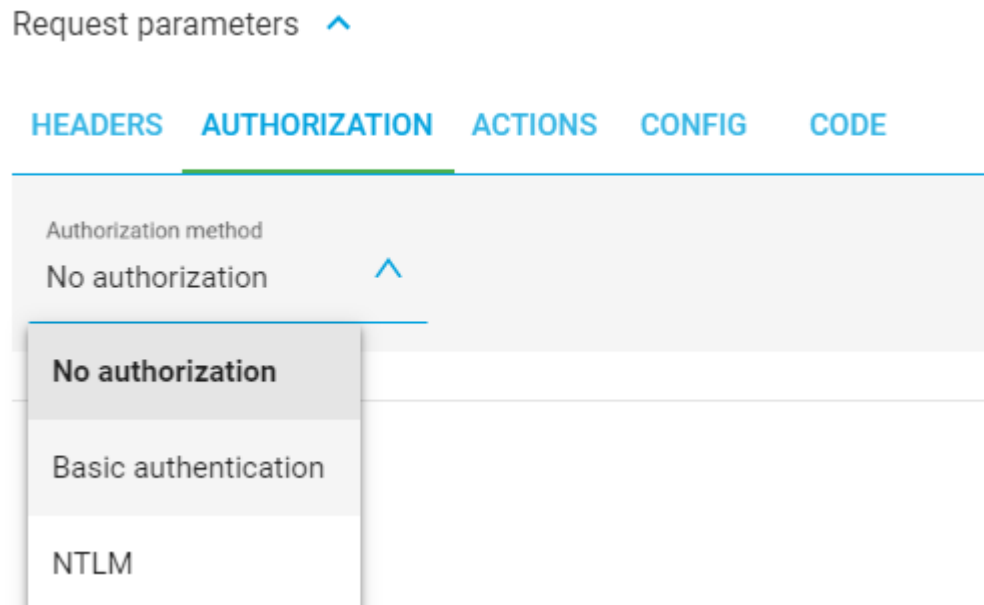 Request parameters
HEADERS AUTHORIZATION ACTIONS CONFIG CODE
Authorization method
No authorization
No authorization
Basic authentication
NTLM